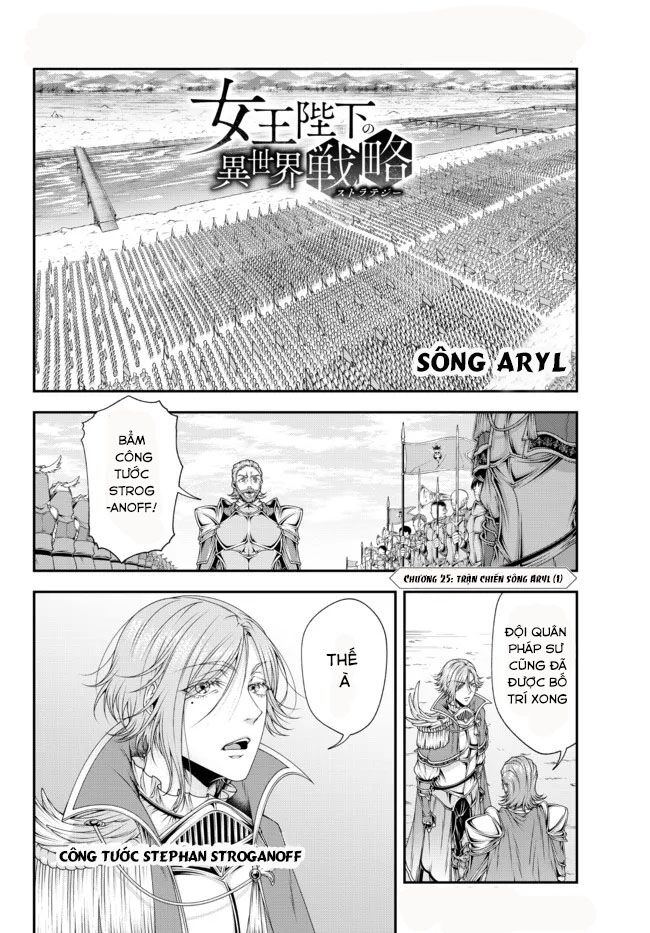 女王陛下の
異世界戦略
ストラテジー
SÔNG ARYL
BẨM
CÔNG
TƯỚC
STROG
-ANOFF!
CHƯƠNG 25: TRẬN CHIẾN SÔNG ARYL (1)
ĐỘI QUÂN
PHÁP SƯ
CŨNG ĐÃ
ĐƯỢC BỐ
TRÍ XONG
THẾ
À
CÔNG TƯỚC STEPHAN STROGANOFF